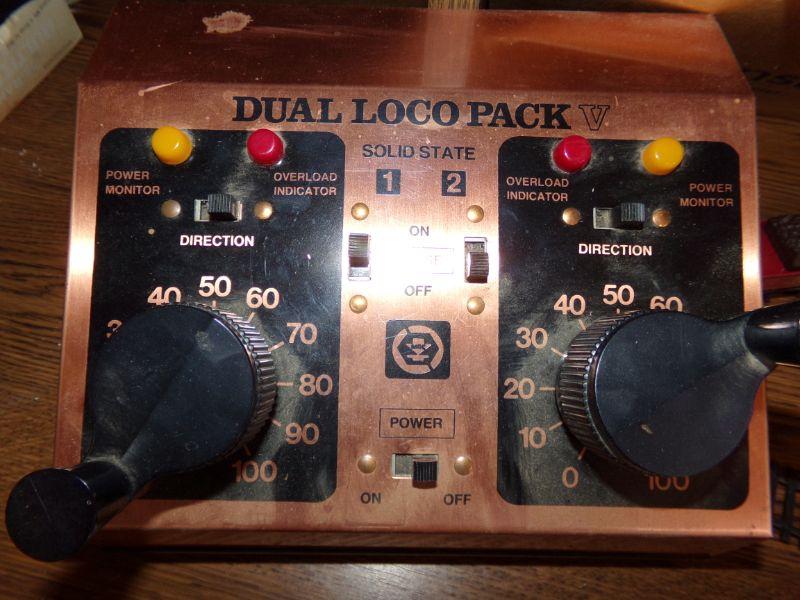 DUAL LOCO PACK V
SOLID STATE
1 2
POWER
MONITOR
OVERLOAD
INDICATOR
DIRECTION
40
50
60
70
80
90
100
ON
OFF
POWER
ON OFF
OVERLOAD
INDICATOR
POWER
MONITOR
DIRECTION
0
10
20
30
40
50
60
100